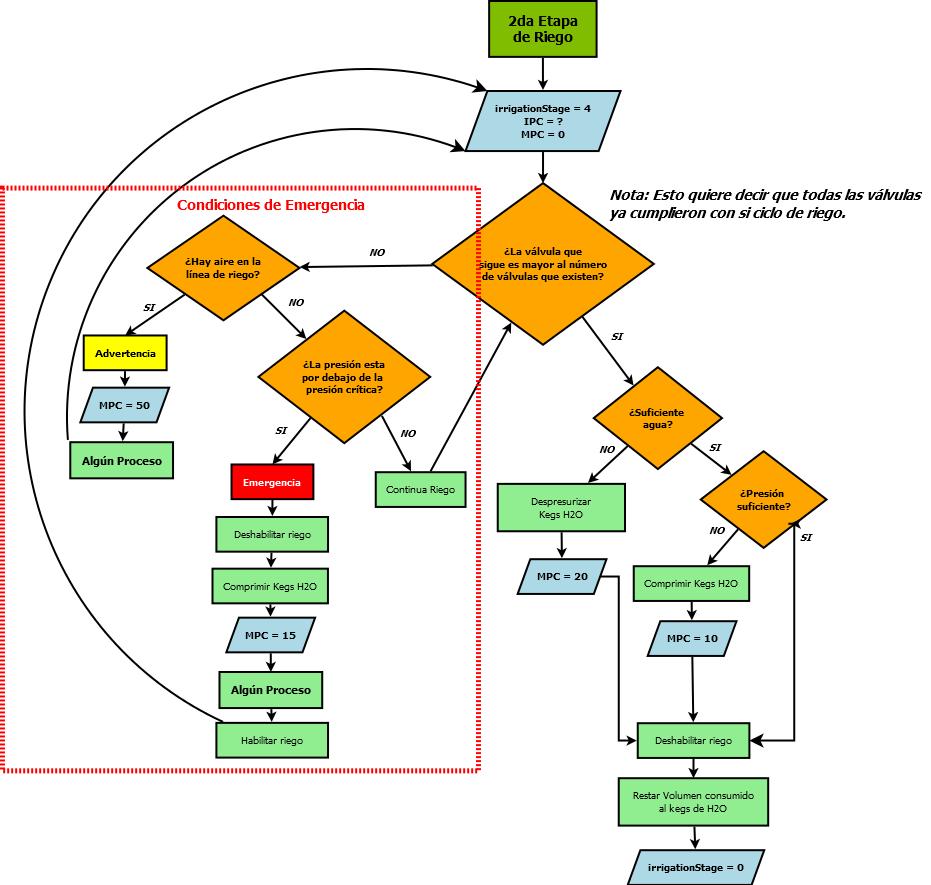 2da Etapa
de Riego
irrigationStage = 4
IPC = ?
MPC = 0
Nota: Esto quiere decir que todas las válvulas
ya cumplieron con si ciclo de riego.
Condiciones de Emergencia
¿La válvula que
sigue es mayor al número
de válvulas que existen?
NO
¿Hay aire en la
línea de riego?
SI
NO
Advertencia
MPC = 50
Algún Proceso
¿La presión esta
por debajo de la
presión crítica?
SI
NO
Emergencia
Continua Riego
Deshabilitar riego
Comprimir Kegs H2O
MPC = 15
Algún Proceso
Habilitar riego
SI
¿Suficiente
agua?
NO
SI
Despresurizar
Kegs H2O
MPC = 20
¿Presión
suficiente?
NO
SI
Comprimir Kegs H2O
MPC = 10
Deshabilitar riego
Restar Volumen consumido
al kegs de H2O
irrigationStage = 0